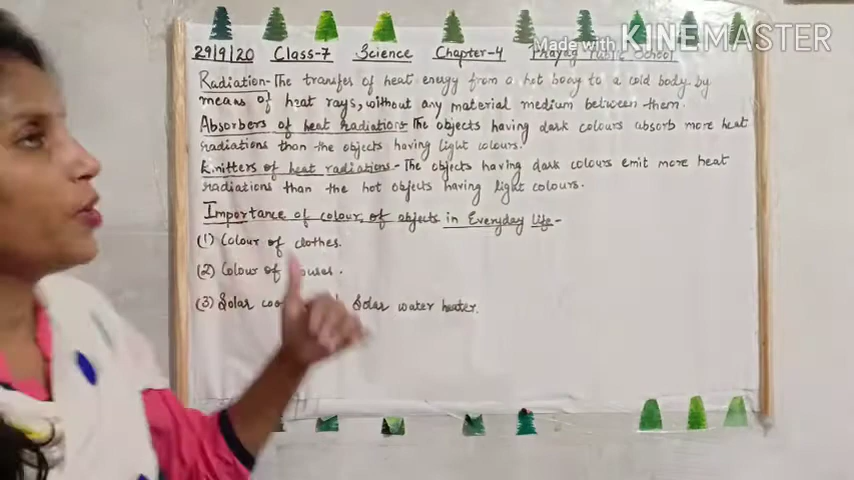 29/9/20 Class-7 Science Chapter-4 Public School
Made with KINEMASTER
Radiation-The transfer of heat energy from a hot body to a cold body by
means of heat rays, without any material medium between them.
Absorbers of heat radiations-The objects having dark colours absorb more heat
radiations than the objects having light colours.
Emitters of heat radiations-The objects having dark colours emit more heat
radiations than the hot objects having light colours.
Importance of colour of objects in Everyday life-
(1) Colour of clothes.
(2) Colour of
(3) Solar Solar water heater.